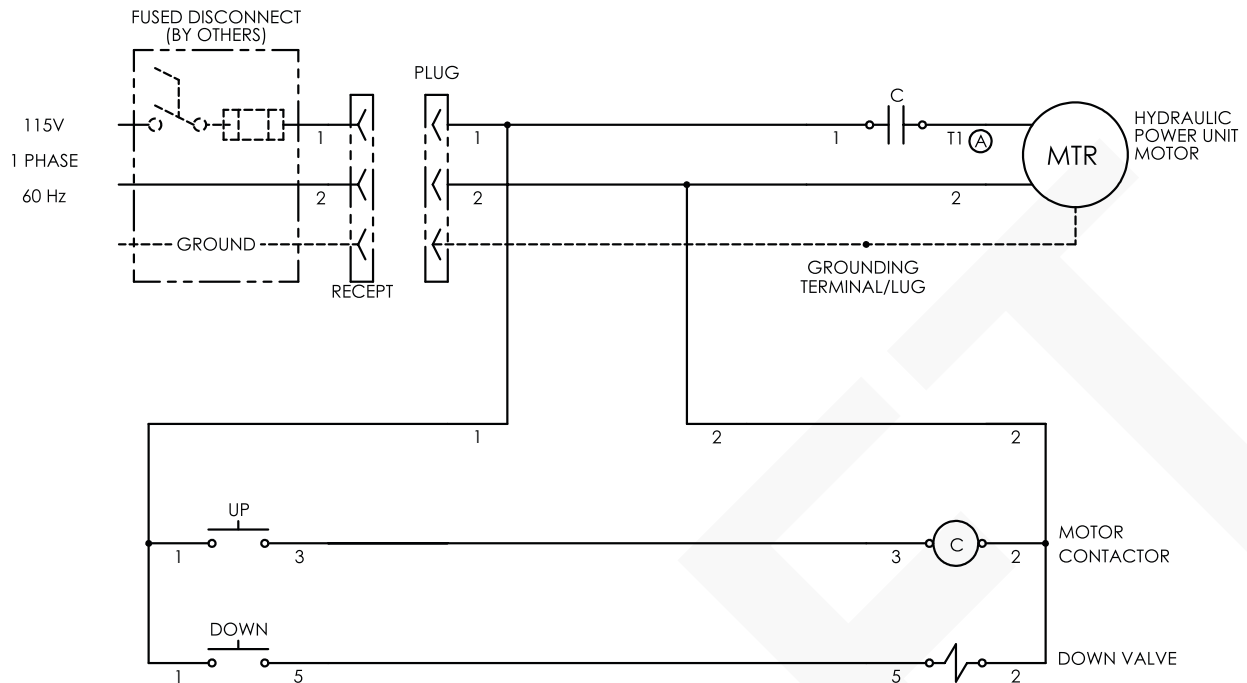 FUSED DISCONNECT
(BY OTHERS)
PLUG
115V
1 PHASE
60 Hz
1
2
GROUND
RECEPT
1
2
1
C
T1 A
2
MTR
HYDRAULIC
POWER UNIT
MOTOR
GROUNDING
TERMINAL/LUG
1
2
2
UP
1
3
3
C
2
MOTOR
CONTACTOR
DOWN
1
5
5
2
DOWN VALVE